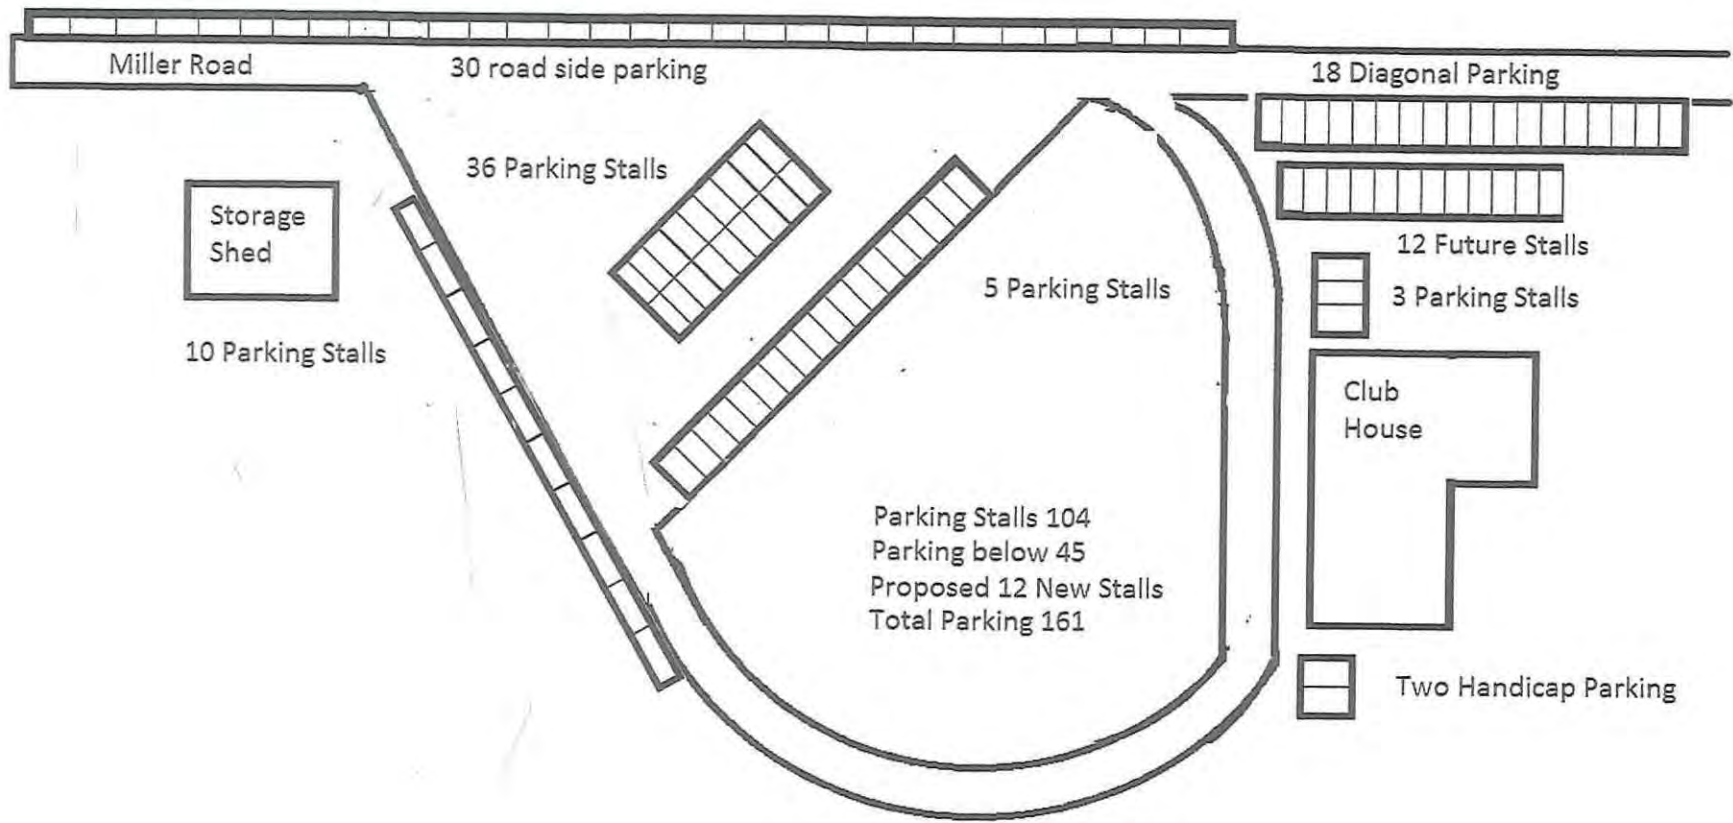 Miller Road
30 road side parking
18 Diagonal Parking
36 Parking Stalls
Storage
Shed
12 Future Stalls
5 Parking Stalls
3 Parking Stalls
10 Parking Stalls
Club
House
Parking Stalls 104
Parking below 45
Proposed 12 New Stalls
Total Parking 161
Two Handicap Parking